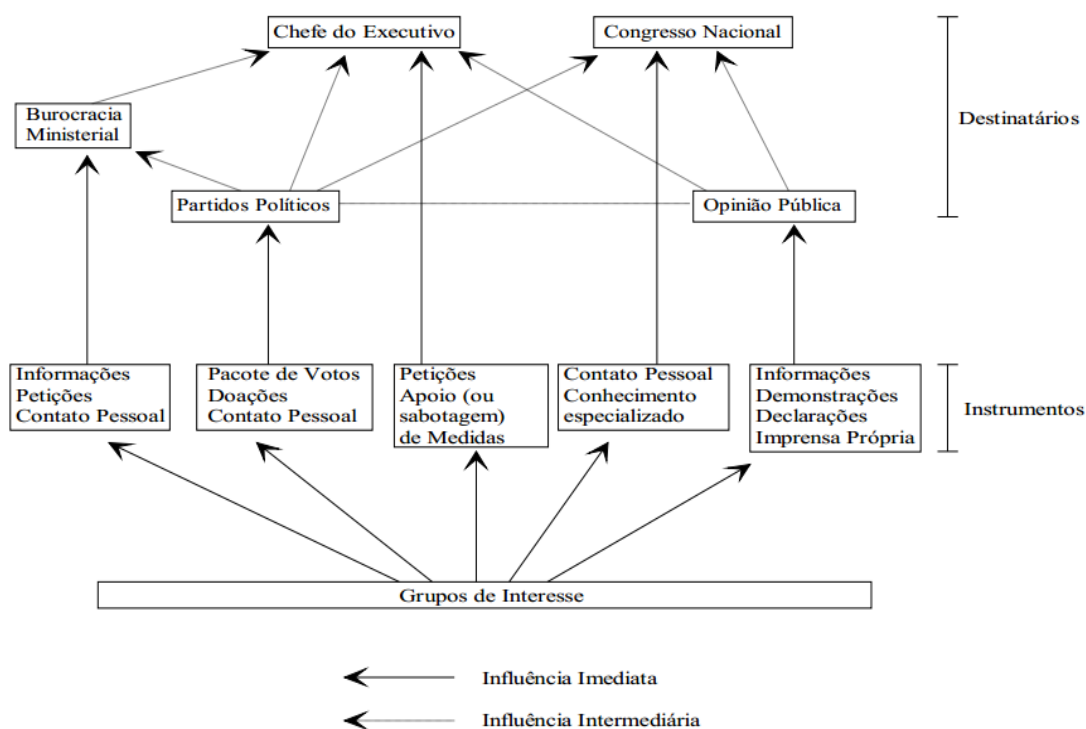 Chefe do Executivo
Congresso Nacional
Burocracia
Ministerial
Destinatários
Partidos Políticos
Opinião Pública
Informações
Petições
Contato Pessoal
Pacote de Votos
Doações
Contato Pessoal
Petições
Apoio (ou
sabotagem)
de Medidas
Contato Pessoal
Conhecimento
especializado
Informações
Demonstrações
Declarações
Imprensa Própria
Instrumentos
Grupos de Interesse
Influência Imediata
Influência Intermediária